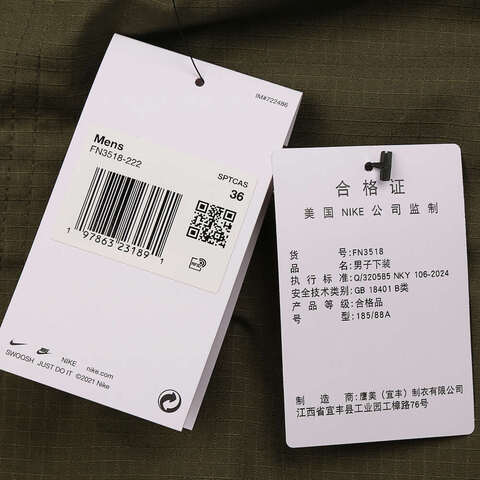 IM#722486
Mens
FN3518-222
SPTCAS
36
1 97863 23189 1
NIKE nike.com
SWOOSH JUST DO IT ©2021 Nike
合格证
美国 NIKE 公司监制
货 号:FN3518
品 名:男子下装
执行标准:Q/320585 NKY 106-2024
安全技术类别:GB 18401 B类
产品等级:合格品
号 型:185/88A
制造商:鹰美(宜丰)制衣有限公司
江西省宜丰县工业园工樟路76号